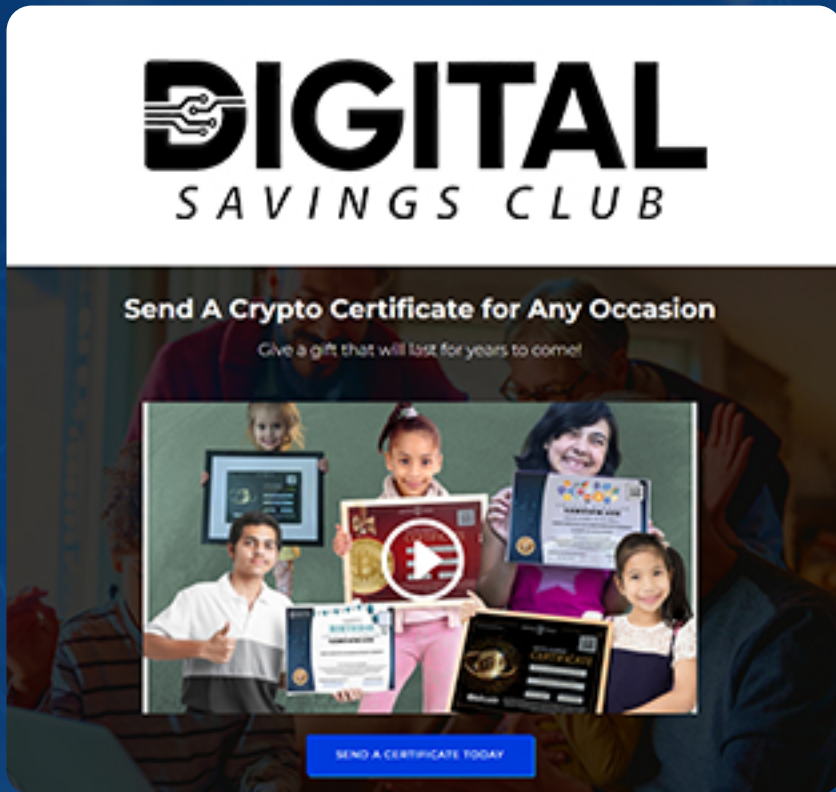 DIGITAL
SAVINGS CLUB
Send A Crypto Certificate for Any Occasion
Give a gift that will last for years to come!
CERTIFICATE
SEND A CERTIFICATE TODAY